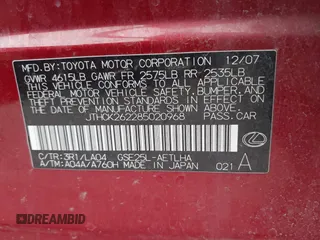 MFD.BY:TOYOTA MOTOR CORPORATION 12/07
GVWR 4615LB GAWR FR 2575LB RR 2535LB
THIS VEHICLE CONFORMS TO ALL APPLICABLE
FEDERAL MOTOR VEHICLE SAFETY, BUMPER, AND
THEFT PREVENTION STANDARDS IN EFFECT ON
THE DATE OF MANUFACTURE SHOWN ABOVE.
JTHCK262285020968 PASS. CAR
C/TR:3R1/LA04 GSE25L-AETLHA
A/TM:A04A/A760H MADE IN JAPAN 021 A
DREAMBID